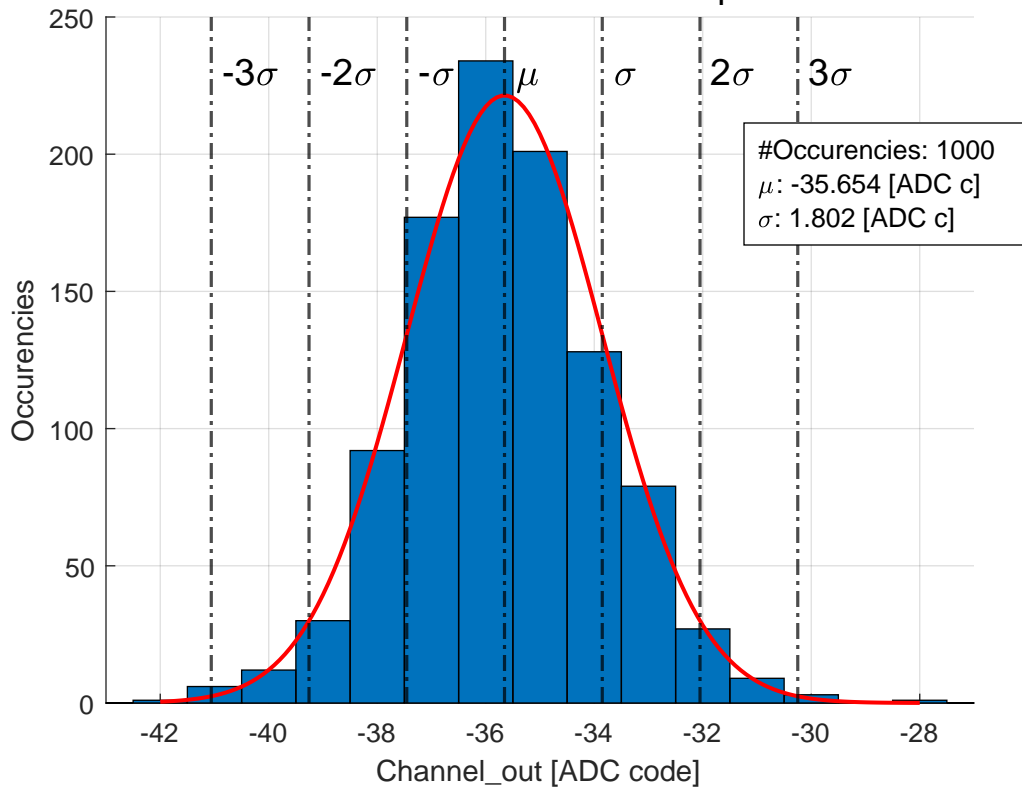 250
200
150
100
50
0
Occurencies
-3σ
-2σ
-σ
μ
σ
2σ
3σ
#Occurencies: 1000
μ: -35.654 [ADC c]
σ: 1.802 [ADC c]
-42
-40
-38
-36
-34
-32
-30
-28
Channel_out [ADC code]